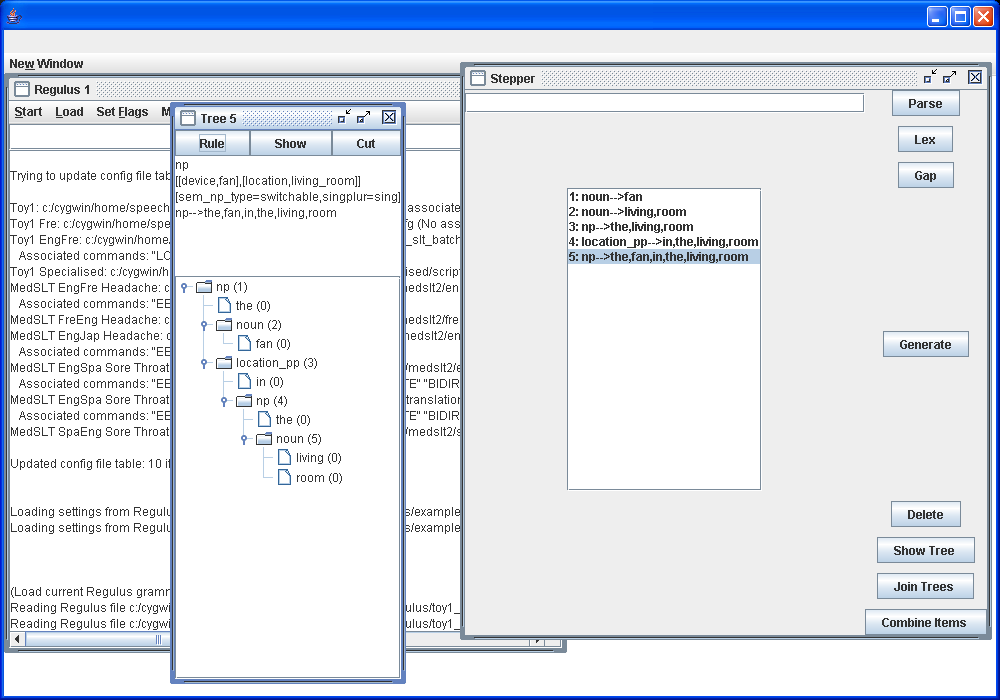 New Window
Regulus 1
Start Load Set Flags
Trying to update config file tab
Toy1: c:/cygwin/home/speech associate
Toy1 Fre: c:/cygwin/home/spe fg (No ass
Toy1 EngFre: c:/cygwin/home/ _slt_batch
Associated commands: "LO
Toy1 Specialised: c:/cygwin/h ised/script
MedSLT EngFre Headache: c medslt2/en
Associated commands: "EE
MedSLT FreEng Headache: c medslt2/fre
MedSLT EngJap Headache: c medslt2/en
Associated commands: "EE
MedSLT EngSpa Sore Throat /medslt2/e
Associated commands: "EE TE" "BIDIR
MedSLT EngSpa Sore Throat translation
Associated commands: "EE TE" "BIDIR
MedSLT SpaEng Sore Throat /medslt2/s
Updated config file table: 10 if
Loading settings from Regulu s/example
Loading settings from Regulu s/example
(Load current Regulus gramm
Reading Regulus file c:/cygwi ulus/toy1_
Reading Regulus file c:/cygwi ulus/toy1_
Tree 5
Rule Show Cut
np
[[device,fan],[location,living_room]]
[sem_np_type=switchable,singplur=sing]
np-->the,fan,in,the,living,room
np (1)
the (0)
noun (2)
fan (0)
location_pp (3)
in (0)
np (4)
the (0)
noun (5)
living (0)
room (0)
Stepper
Parse
Lex
Gap
1: noun-->fan
2: noun-->living,room
3: np-->the,living,room
4: location_pp-->in,the,living,room
5: np-->the,fan,in,the,living,room
Generate
Delete
Show Tree
Join Trees
Combine Items